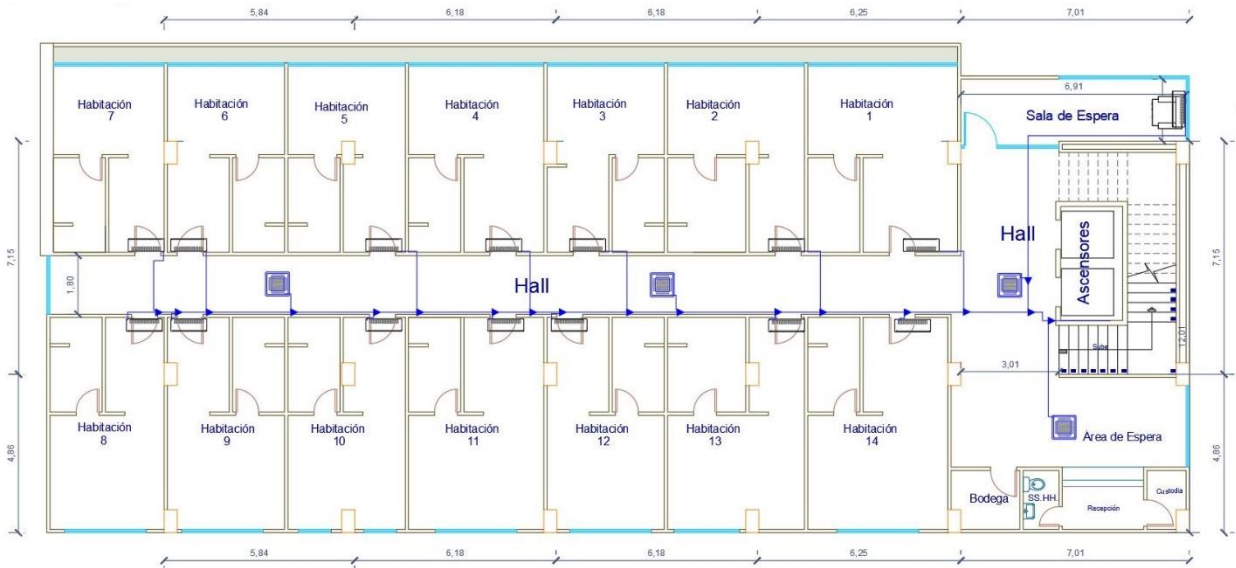 5,84
6,18
6,18
6,25
7,01
6,91
Habitación
7
Habitación
6
Habitación
5
Habitación
4
Habitación
3
Habitación
2
Habitación
1
Sala de Espera
7,15
1,80
Hall
Hall
Ascensores
7,15
Sube
12,01
3,01
4,86
Habitación
8
Habitación
9
Habitación
10
Habitación
11
Habitación
12
Habitación
13
Habitación
14
Area de Espera
4,86
Bodega
SS.HH.
Recepción
Custodia
5,84
6,18
6,18
6,25
7,01